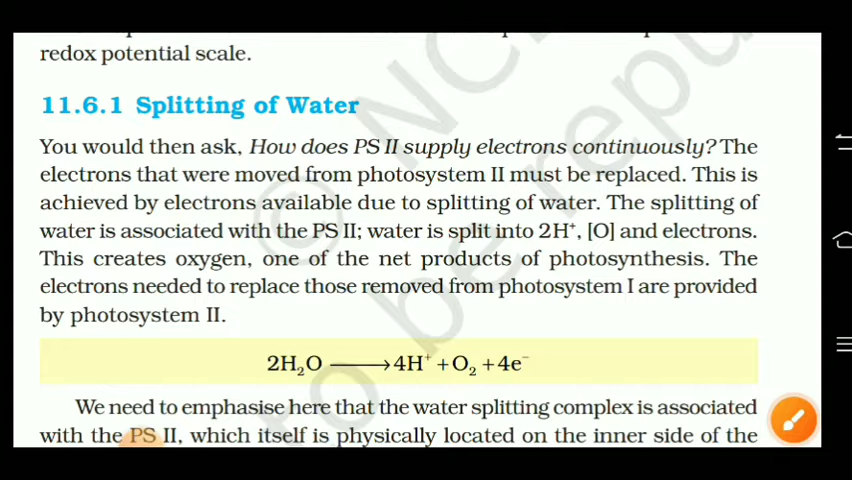 redox potential scale.
11.6.1 Splitting of Water
You would then ask, How does PS II supply electrons continuously? The
electrons that were moved from photosystem II must be replaced. This is
achieved by electrons available due to splitting of water. The splitting of
water is associated with the PS II; water is split into 2H⁺, [O] and electrons.
This creates oxygen, one of the net products of photosynthesis. The
electrons needed to replace those removed from photosystem I are provided
by photosystem II.
2H₂O ⟶ 4H⁺ + O₂ + 4e⁻
We need to emphasise here that the water splitting complex is associated
with the PS II, which itself is physically located on the inner side of the